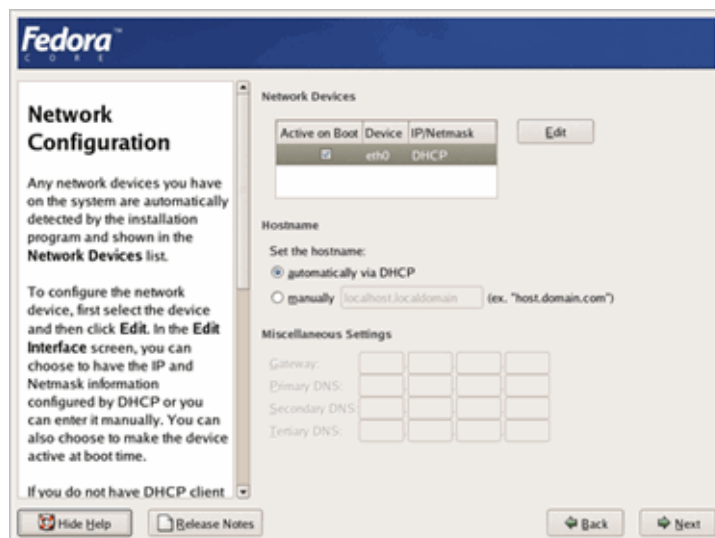 Fedora™
CORE
Network
Configuration
Any network devices you have
on the system are automatically
detected by the installation
program and shown in the
Network Devices list.
To configure the network
device, first select the device
and then click Edit. In the Edit
Interface screen, you can
choose to have the IP and
Netmask information
configured by DHCP or you
can enter it manually. You can
also choose to make the device
active at boot time.
If you do not have DHCP client
Network Devices
Active on Boot Device IP/Netmask
eth0 DHCP
Edit
Hostname
Set the hostname:
automatically via DHCP
manually localhost.localdomain (ex. "host.domain.com")
Miscellaneous Settings
Gateway:
Primary DNS:
Secondary DNS:
Tertiary DNS:
Hide Help
Release Notes
Back
Next